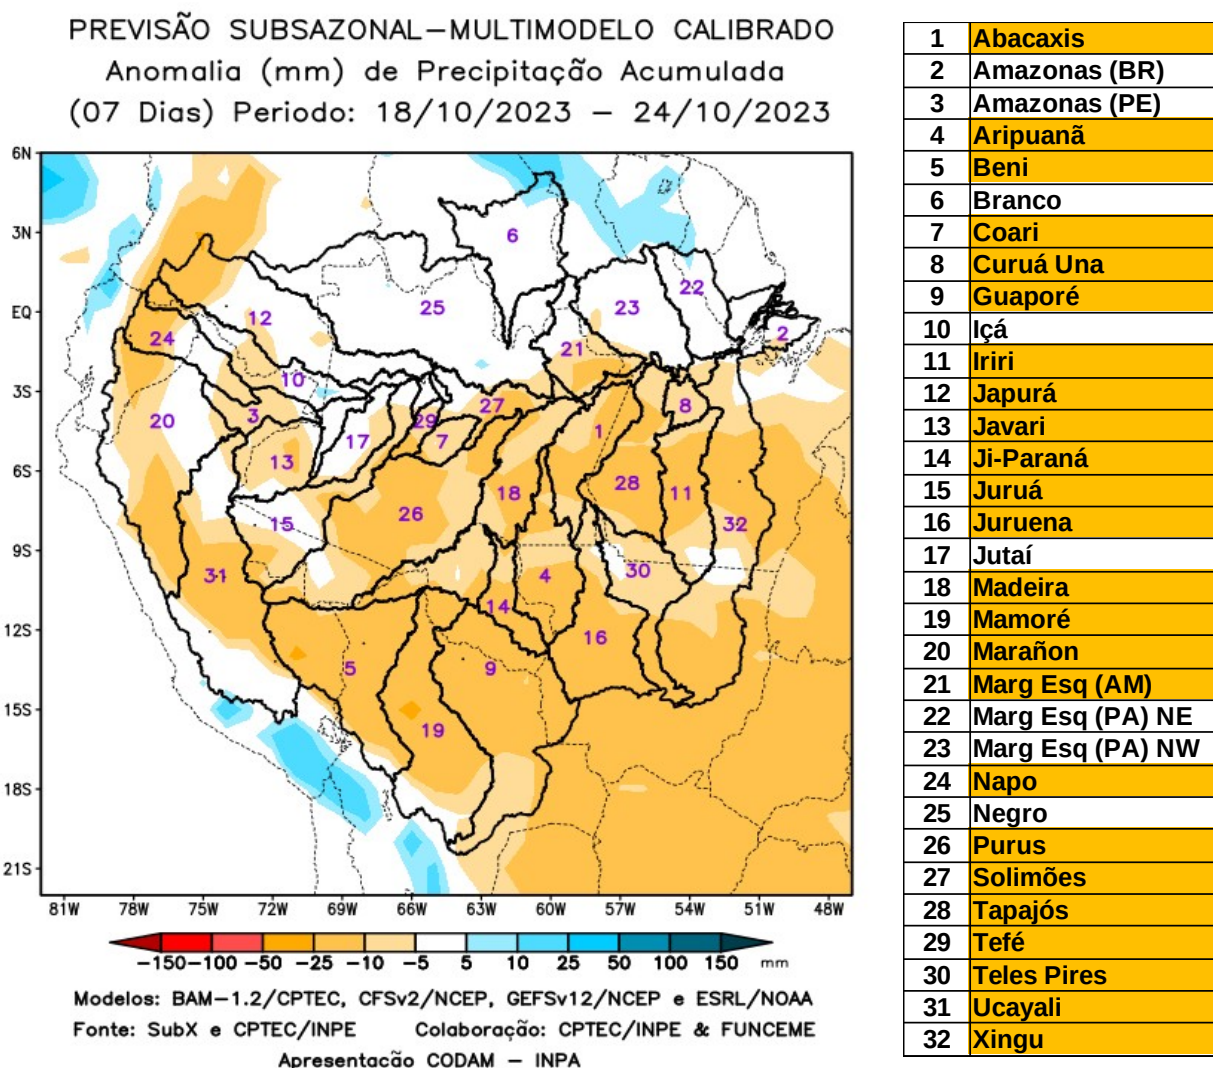 PREVISÃO SUBSAZONAL–MULTIMODELO CALIBRADO
Anomalia (mm) de Precipitação Acumulada
(07 Dias) Periodo: 18/10/2023 – 24/10/2023
6N
3N
EQ
3S
6S
9S
12S
15S
18S
21S
81W 78W 75W 72W 69W 66W 63W 60W 57W 54W 51W 48W
6
22
25
23
12
2
24
21
10
27
8
3
20
29
1
17
7
13
28
18
11
26
15
32
30
31
4
14
16
5
9
19
-150 -100 -50 -25 -10 -5 5 10 25 50 100 150 mm
Modelos: BAM–1.2/CPTEC, CFSv2/NCEP, GEFSv12/NCEP e ESRL/NOAA
Fonte: SubX e CPTEC/INPE Colaboração: CPTEC/INPE & FUNCEME
Apresentação CODAM – INPA
1 Abacaxis
2 Amazonas (BR)
3 Amazonas (PE)
4 Aripuanã
5 Beni
6 Branco
7 Coari
8 Curuá Una
9 Guaporé
10 Içá
11 Iriri
12 Japurá
13 Javari
14 Ji-Paraná
15 Juruá
16 Juruena
17 Jutaí
18 Madeira
19 Mamoré
20 Marañon
21 Marg Esq (AM)
22 Marg Esq (PA) NE
23 Marg Esq (PA) NW
24 Napo
25 Negro
26 Purus
27 Solimões
28 Tapajós
29 Tefé
30 Teles Pires
31 Ucayali
32 Xingu